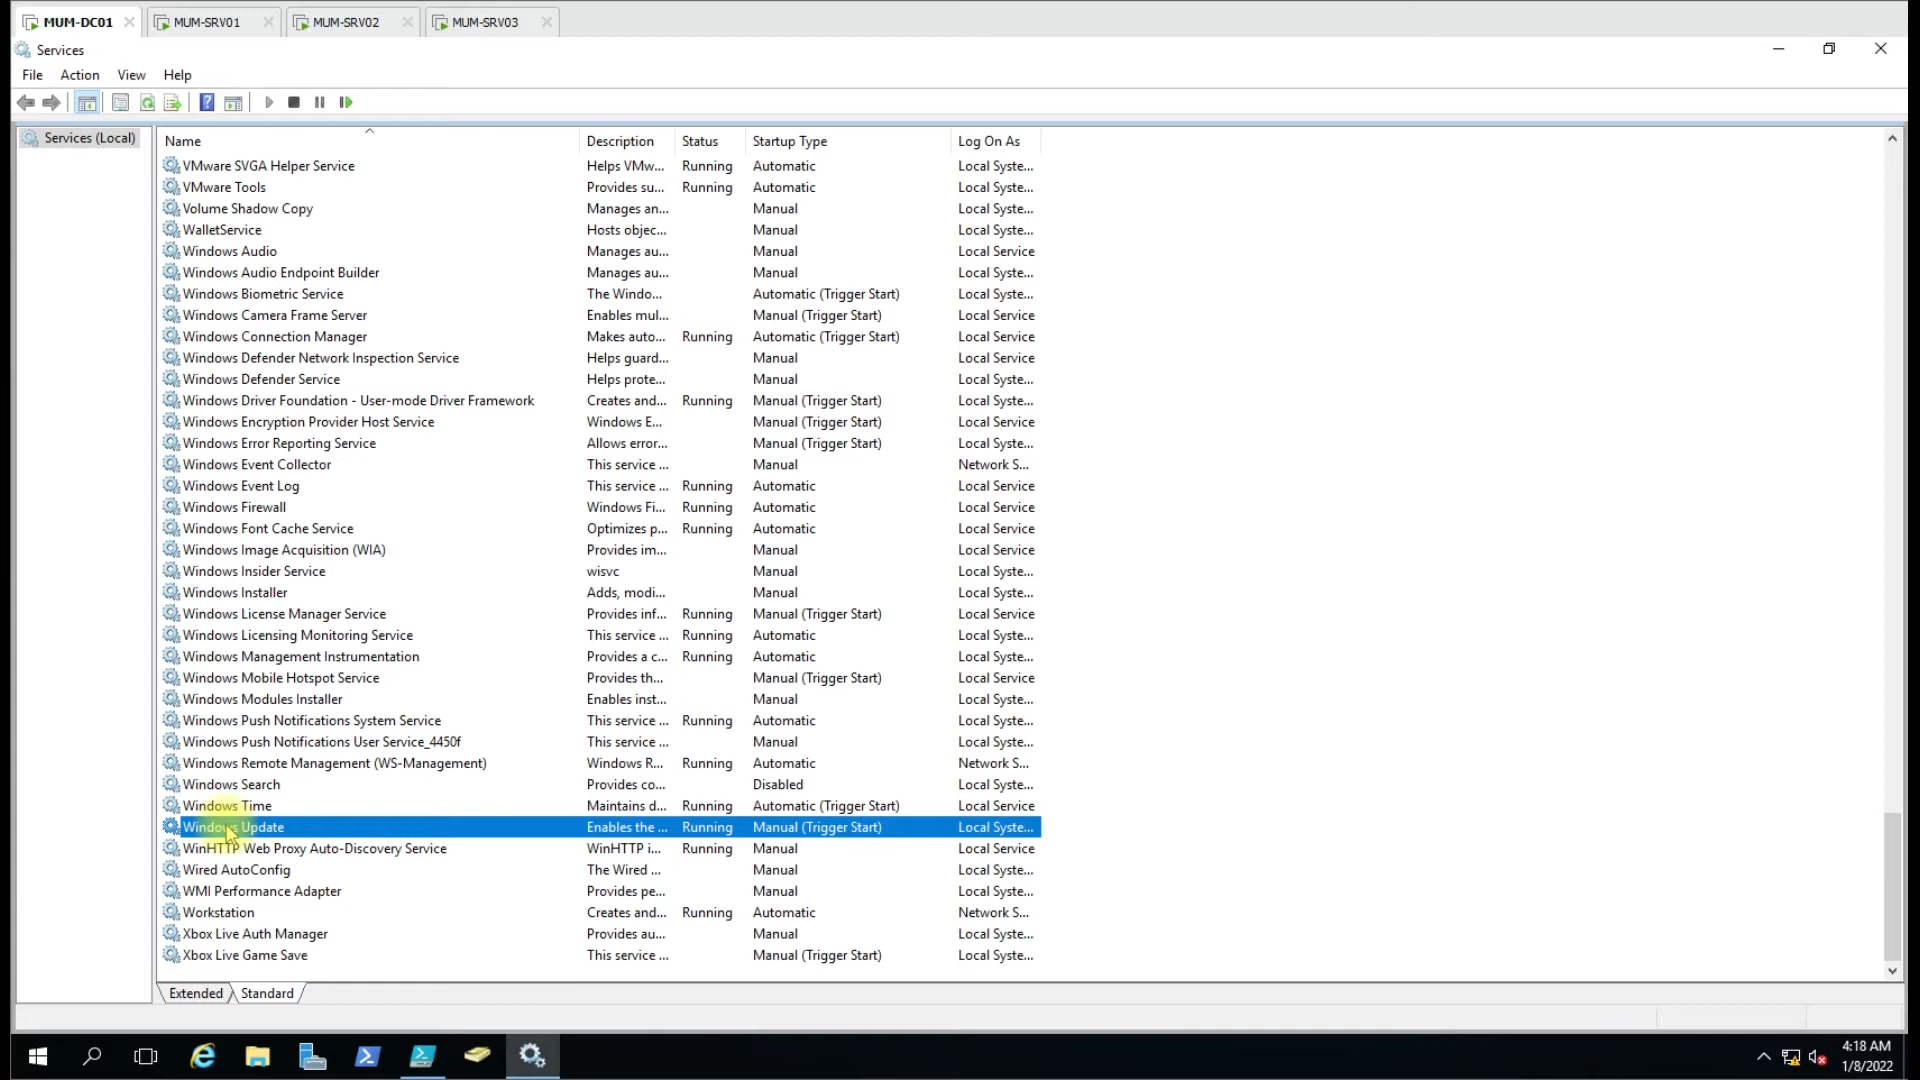 MUM-DC01 MUM-SRV01 MUM-SRV02 MUM-SRV03
Services
File Action View Help
Services (Local)
Name Description Status Startup Type Log On As
VMware SVGA Helper Service Helps VMw... Running Automatic Local Syste...
VMware Tools Provides su... Running Automatic Local Syste...
Volume Shadow Copy Manages an... Manual Local Syste...
WalletService Hosts objec... Manual Local Syste...
Windows Audio Manages au... Manual Local Service
Windows Audio Endpoint Builder Manages au... Manual Local Syste...
Windows Biometric Service The Windo... Automatic (Trigger Start) Local Syste...
Windows Camera Frame Server Enables mul... Manual (Trigger Start) Local Service
Windows Connection Manager Makes auto... Running Automatic (Trigger Start) Local Service
Windows Defender Network Inspection Service Helps guard... Manual Local Service
Windows Defender Service Helps prote... Manual Local Syste...
Windows Driver Foundation - User-mode Driver Framework Creates and... Running Manual (Trigger Start) Local Syste...
Windows Encryption Provider Host Service Windows E... Manual (Trigger Start) Local Service
Windows Error Reporting Service Allows error... Manual (Trigger Start) Local Syste...
Windows Event Collector This service ... Manual Network S...
Windows Event Log This service ... Running Automatic Local Service
Windows Firewall Windows Fi... Running Automatic Local Service
Windows Font Cache Service Optimizes p... Running Automatic Local Service
Windows Image Acquisition (WIA) Provides im... Manual Local Service
Windows Insider Service wisvc Manual Local Syste...
Windows Installer Adds, modi... Manual Local Syste...
Windows License Manager Service Provides inf... Running Manual (Trigger Start) Local Service
Windows Licensing Monitoring Service This service ... Running Automatic Local Syste...
Windows Management Instrumentation Provides a c... Running Automatic Local Syste...
Windows Mobile Hotspot Service Provides th... Manual (Trigger Start) Local Service
Windows Modules Installer Enables inst... Manual Local Syste...
Windows Push Notifications System Service This service ... Running Automatic Local Syste...
Windows Push Notifications User Service_4450f This service ... Manual Local Syste...
Windows Remote Management (WS-Management) Windows R... Running Automatic Network S...
Windows Search Provides co... Disabled Local Syste...
Windows Time Maintains d... Running Automatic (Trigger Start) Local Service
Windows Update Enables the ... Running Manual (Trigger Start) Local Syste...
WinHTTP Web Proxy Auto-Discovery Service WinHTTP i... Running Manual Local Service
Wired AutoConfig The Wired ... Manual Local Syste...
WMI Performance Adapter Provides pe... Manual Local Syste...
Workstation Creates and... Running Automatic Network S...
Xbox Live Auth Manager Provides au... Manual Local Syste...
Xbox Live Game Save This service ... Manual (Trigger Start) Local Syste...
Extended Standard
4:18 AM
1/8/2022